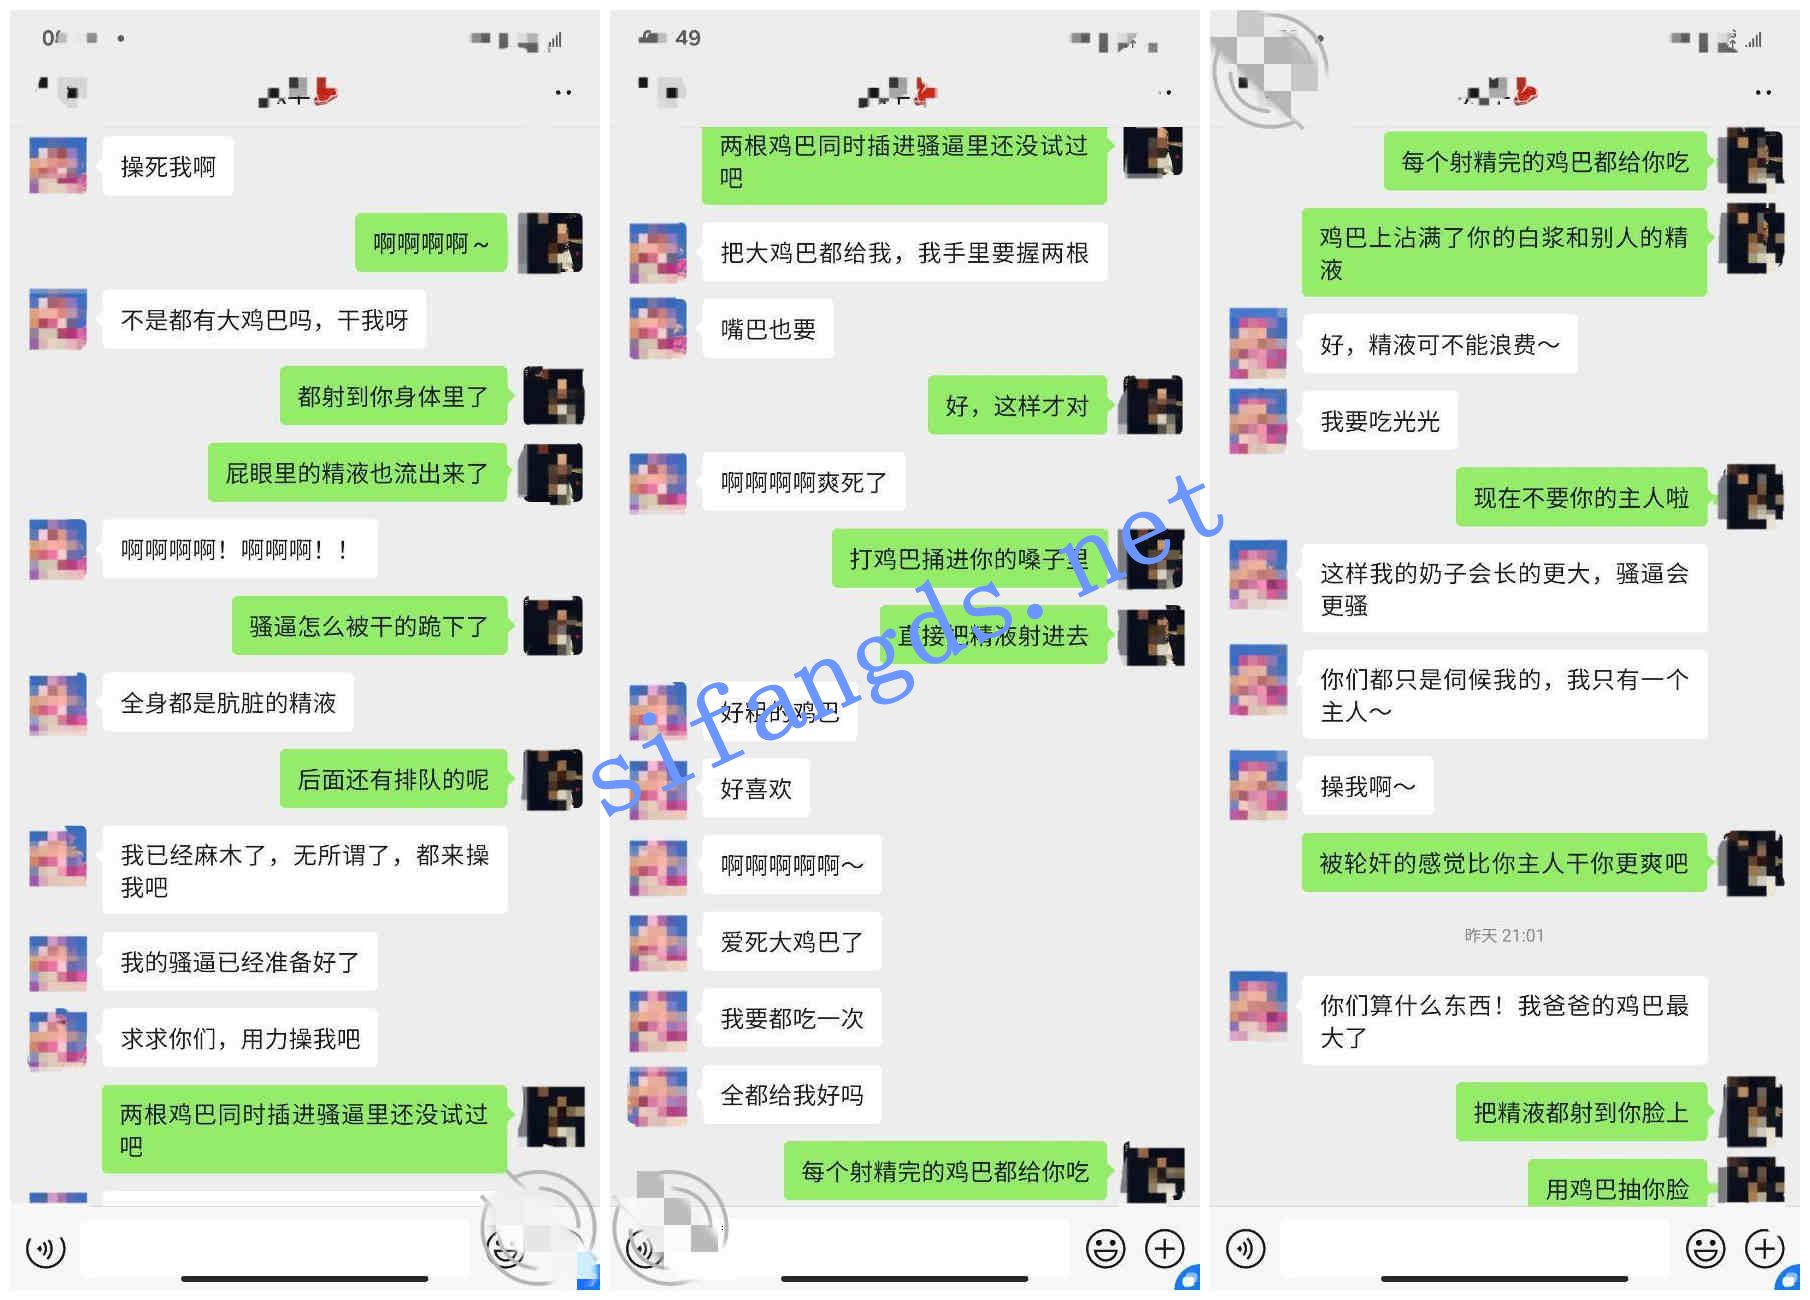 操死我啊
啊啊啊啊～
不是都有大鸡巴吗，干我呀
都射到你身体里了
屁眼里的精液也流出来了
啊啊啊啊！啊啊啊！！
骚逼怎么被干的跪下了
全身都是肮脏的精液
后面还有排队的呢
我已经麻木了，无所谓了，都来操
我吧
我的骚逼已经准备好了
求求你们，用力操我吧
两根鸡巴同时插进骚逼里还没试过
吧
49
两根鸡巴同时插进骚逼里还没试过
吧
把大鸡巴都给我，我手里要握两根
嘴巴也要
好，这样才对
啊啊啊啊爽死了
打鸡巴捅进你的嗓子里
直接把精液射进去
好粗的鸡巴
好喜欢
啊啊啊啊啊～
爱死大鸡巴了
我要都吃一次
全都给我好吗
每个射精完的鸡巴都给你吃
每个射精完的鸡巴都给你吃
鸡巴上沾满了你的白浆和别人的精
液
好，精液可不能浪费～
我要吃光光
现在不要你的主人啦
这样我的奶子会长的更大，骚逼会
更骚
你们都只是伺候我的，我只有一个
主人～
操我啊～
被轮奸的感觉比你主人干你更爽吧
昨天 21:01
你们算什么东西！我爸爸的鸡巴最
大了
把精液都射到你脸上
用鸡巴抽你脸
sifangds.net